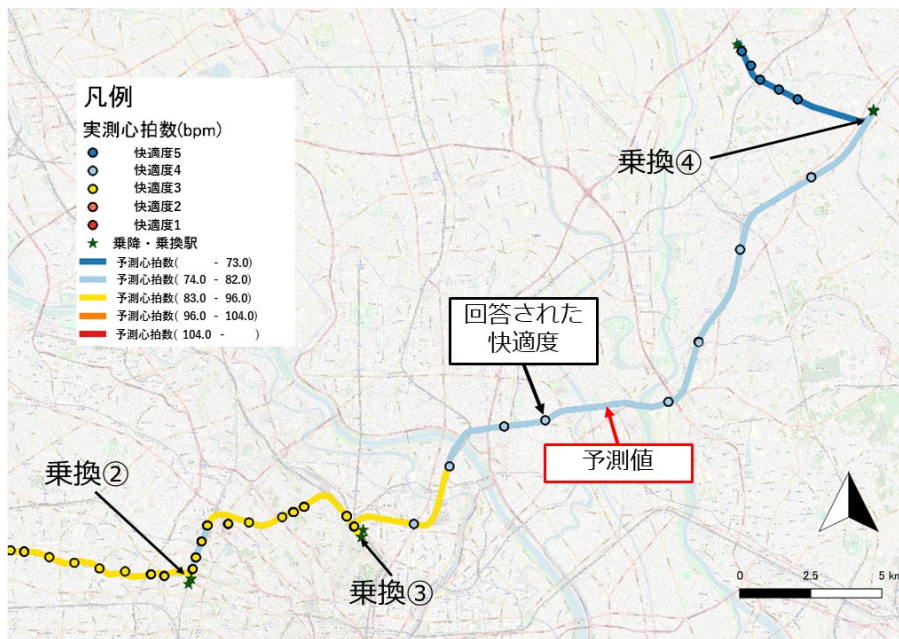 凡例
実測心拍数(bpm)
快適度5
快適度4
快適度3
快適度2
快適度1
乗降・乗換駅
予測心拍数(      - 73.0)
予測心拍数( 74.0 - 82.0)
予測心拍数( 83.0 - 96.0)
予測心拍数( 96.0 - 104.0)
予測心拍数( 104.0 -      )
乗換④
回答された
快適度
予測値
乗換②
乗換③
0 2.5 5 km